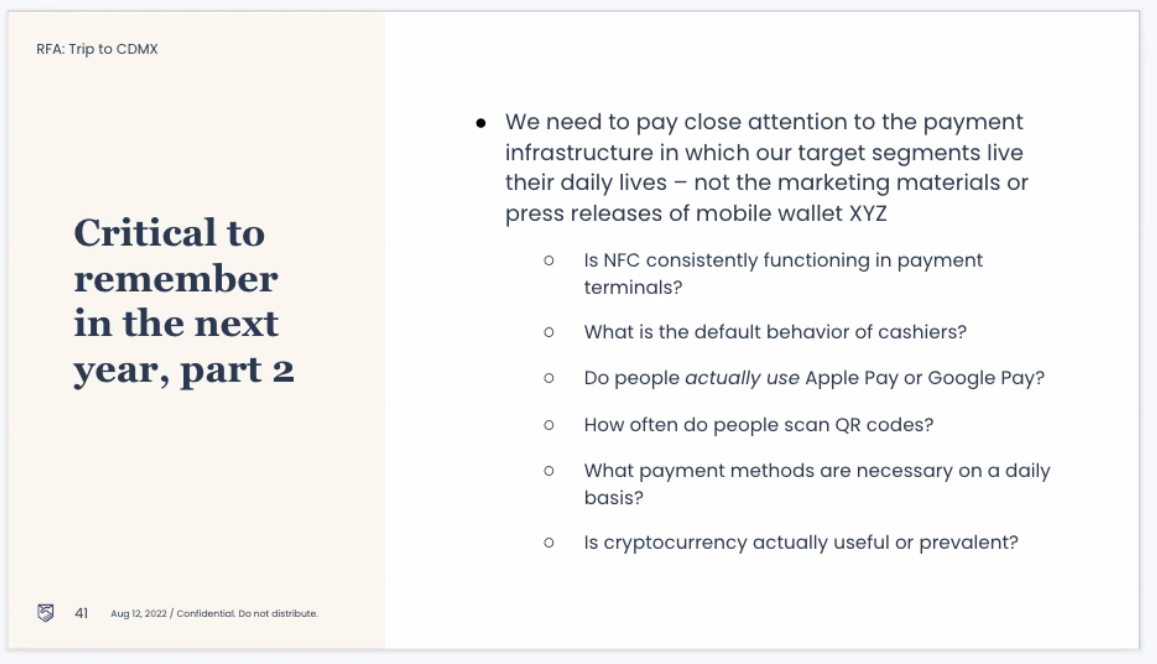 RFA: Trip to CDMX
Critical to
remember
in the next
year, part 2
● We need to pay close attention to the payment
infrastructure in which our target segments live
their daily lives – not the marketing materials or
press releases of mobile wallet XYZ
○ Is NFC consistently functioning in payment
terminals?
○ What is the default behavior of cashiers?
○ Do people actually use Apple Pay or Google Pay?
○ How often do people scan QR codes?
○ What payment methods are necessary on a daily
basis?
○ Is cryptocurrency actually useful or prevalent?
41 Aug 12, 2022 / Confidential. Do not distribute.